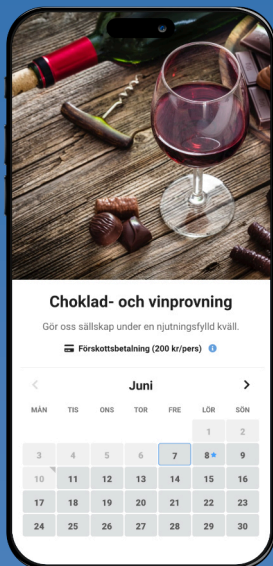 Choklad- och vinprovning
Gör oss sällskap under en njutningsfylld kväll.
Förskottsbetalning (200 kr/pers)
Juni
MÅN TIS ONS TOR FRE LÖR SÖN
1 2
3 4 5 6 7 8 9
10 11 12 13 14 15 16
17 18 19 20 21 22 23
24 25 26 27 28 29 30